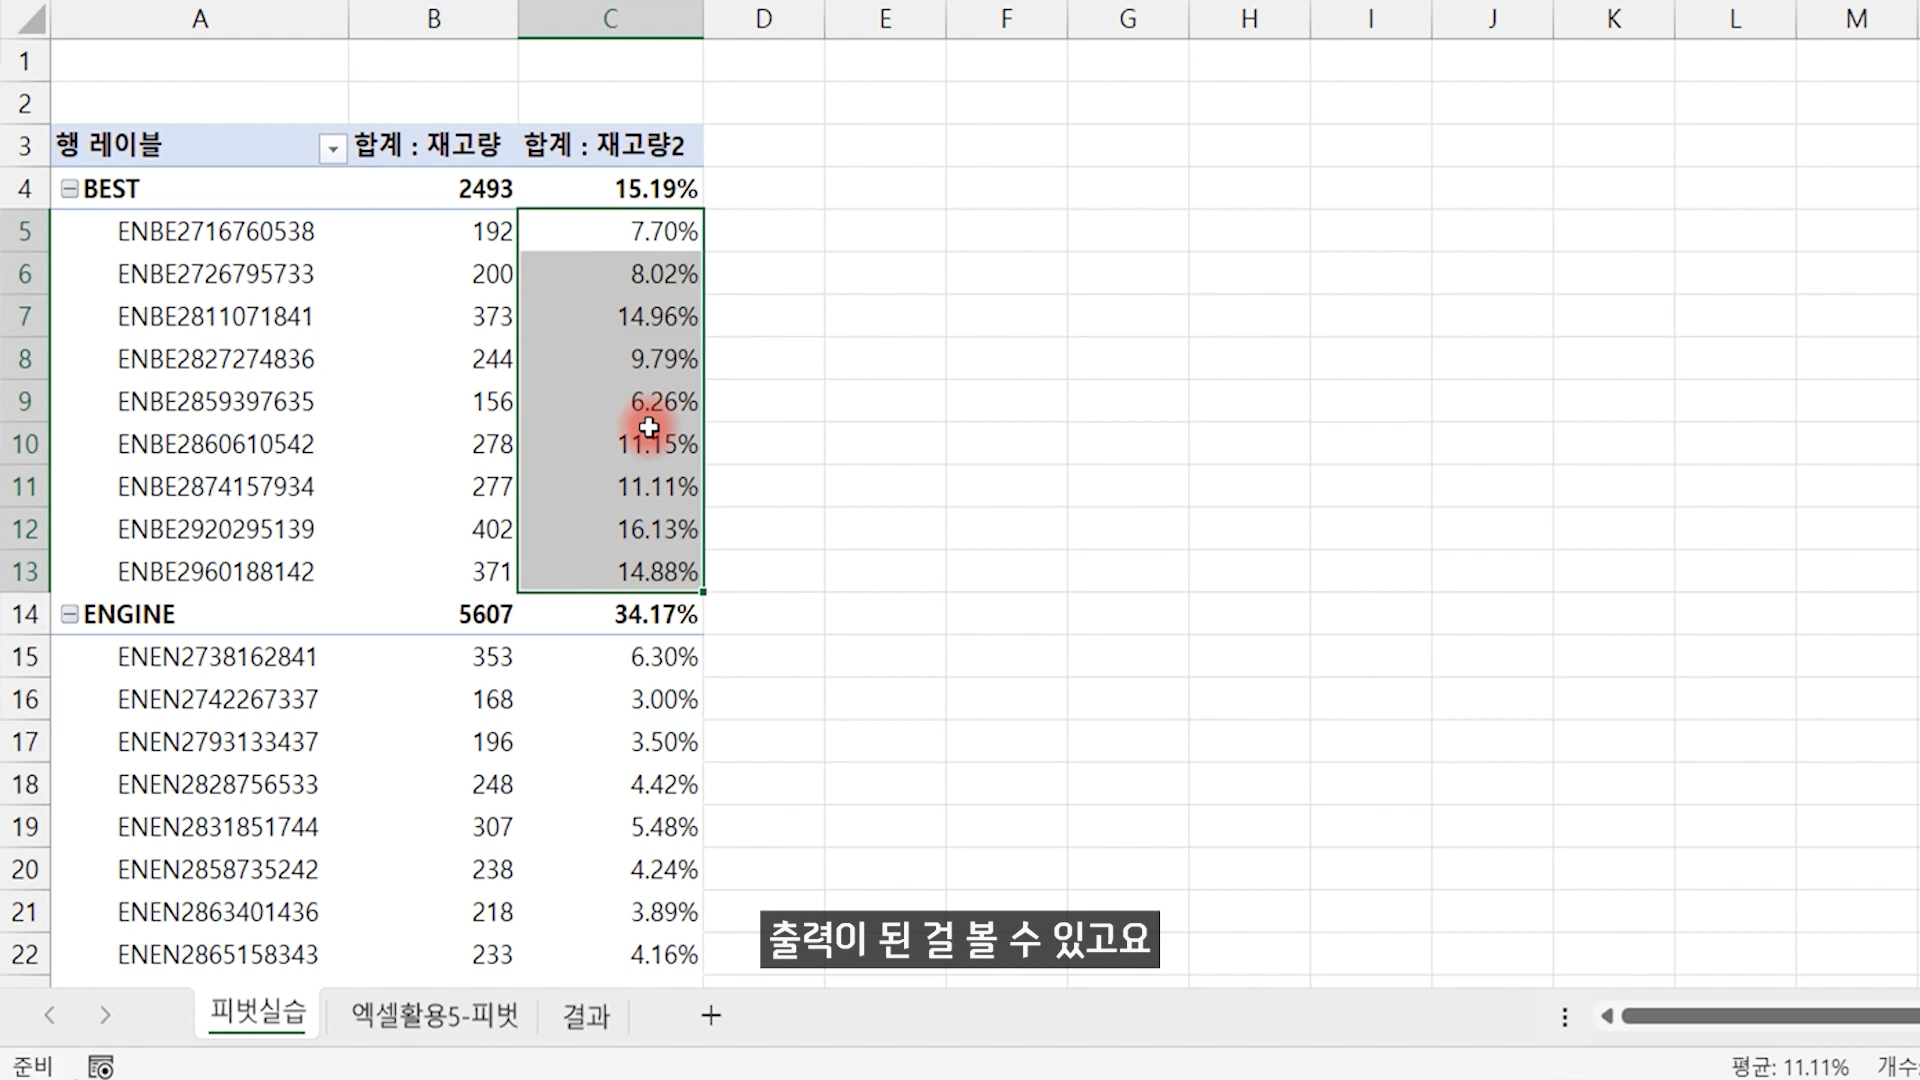 A B C D E F G H I J K L M
1
2
3 행 레이블 합계 : 재고량 합계 : 재고량2
4 BEST 2493 15.19%
5 ENBE2716760538 192 7.70%
6 ENBE2726795733 200 8.02%
7 ENBE2811071841 373 14.96%
8 ENBE2827274836 244 9.79%
9 ENBE2859397635 156 6.26%
10 ENBE2860610542 278 11.15%
11 ENBE2874157934 277 11.11%
12 ENBE2920295139 402 16.13%
13 ENBE2960188142 371 14.88%
14 ENGINE 5607 34.17%
15 ENEN2738162841 353 6.30%
16 ENEN2742267337 168 3.00%
17 ENEN2793133437 196 3.50%
18 ENEN2828756533 248 4.42%
19 ENEN2831851744 307 5.48%
20 ENEN2858735242 238 4.24%
21 ENEN2863401436 218 3.89%
22 ENEN2865158343 233 4.16%
출력이 된 걸 볼 수 있고요
피벗실습 엑셀활용5-피벗 결과
준비 평균: 11.11% 개수: